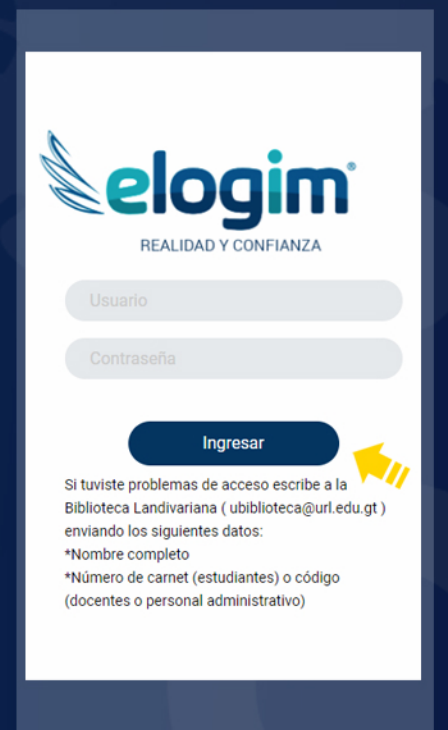 elogim®
REALIDAD Y CONFIANZA
Usuario
Contraseña
Ingresar
Si tuviste problemas de acceso escribe a la
Biblioteca Landivariana ( ubiblioteca@url.edu.gt )
enviando los siguientes datos:
*Nombre completo
*Número de carnet (estudiantes) o código
(docentes o personal administrativo)